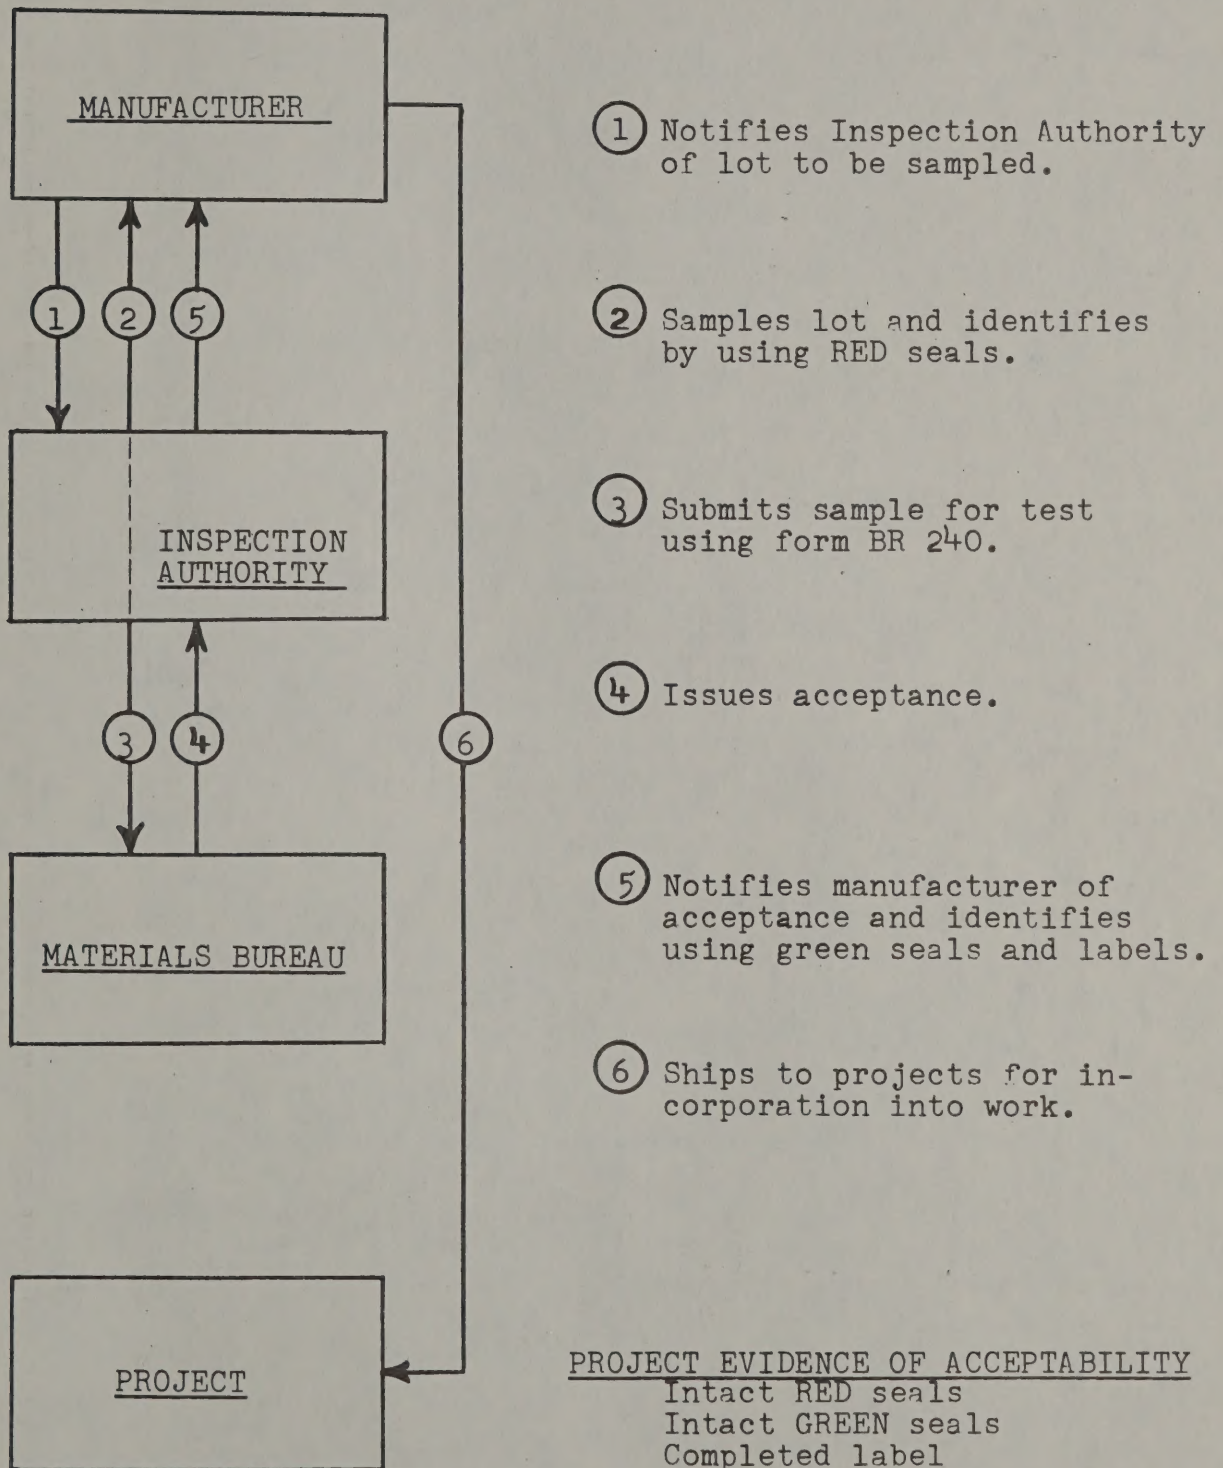 MANUFACTURER
1 Notifies Inspection Authority
of lot to be sampled.
1 2 5
2 Samples lot and identifies
by using RED seals.
INSPECTION
AUTHORITY
3 Submits sample for test
using form BR 240.
3 4 6
4 Issues acceptance.
MATERIALS BUREAU
5 Notifies manufacturer of
acceptance and identifies
using green seals and labels.
6 Ships to projects for in-
corporation into work.
PROJECT
PROJECT EVIDENCE OF ACCEPTABILITY
Intact RED seals
Intact GREEN seals
Completed label